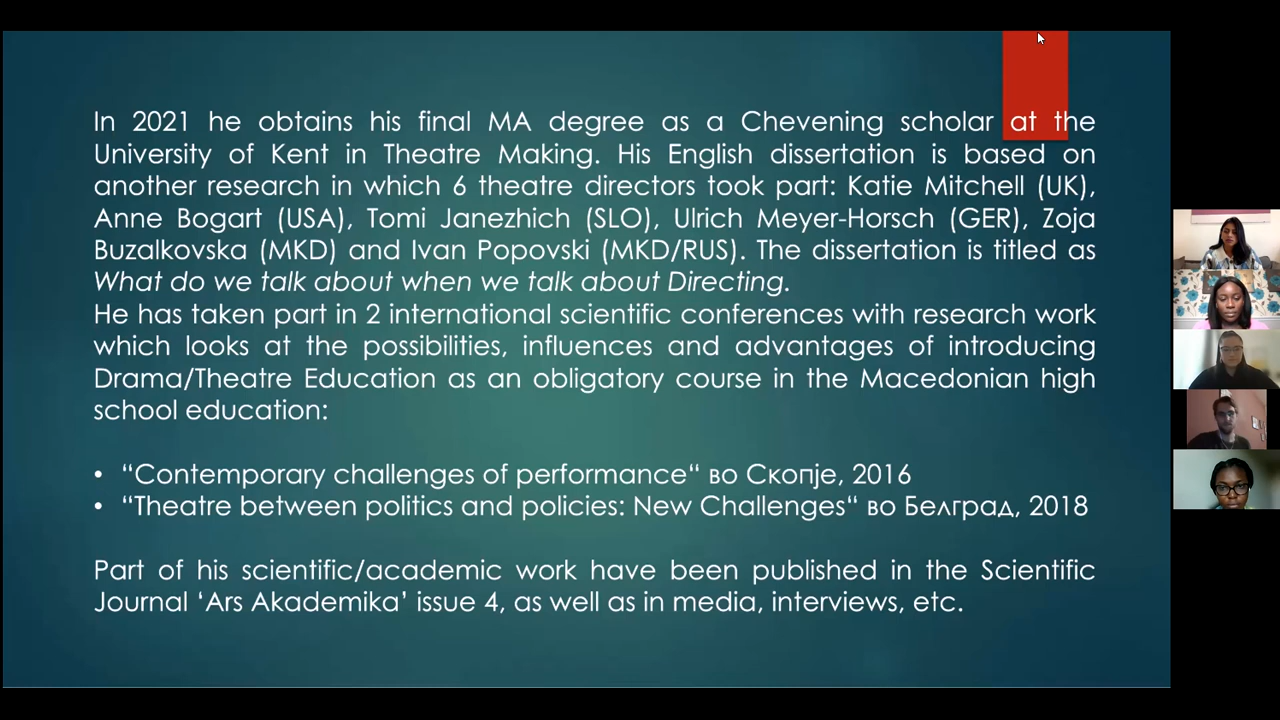 In 2021 he obtains his final MA degree as a Chevening scholar at the
University of Kent in Theatre Making. His English dissertation is based on
another research in which 6 theatre directors took part: Katie Mitchell (UK),
Anne Bogart (USA), Tomi Janezhich (SLO), Ulrich Meyer-Horsch (GER), Zoja
Buzalkovska (MKD) and Ivan Popovski (MKD/RUS). The dissertation is titled as
What do we talk about when we talk about Directing.
He has taken part in 2 international scientific conferences with research work
which looks at the possibilities, influences and advantages of introducing
Drama/Theatre Education as an obligatory course in the Macedonian high
school education:
• “Contemporary challenges of performance“ во Скопје, 2016
• “Theatre between politics and policies: New Challenges“ во Белград, 2018
Part of his scientific/academic work have been published in the Scientific
Journal ‘Ars Akademika’ issue 4, as well as in media, interviews, etc.